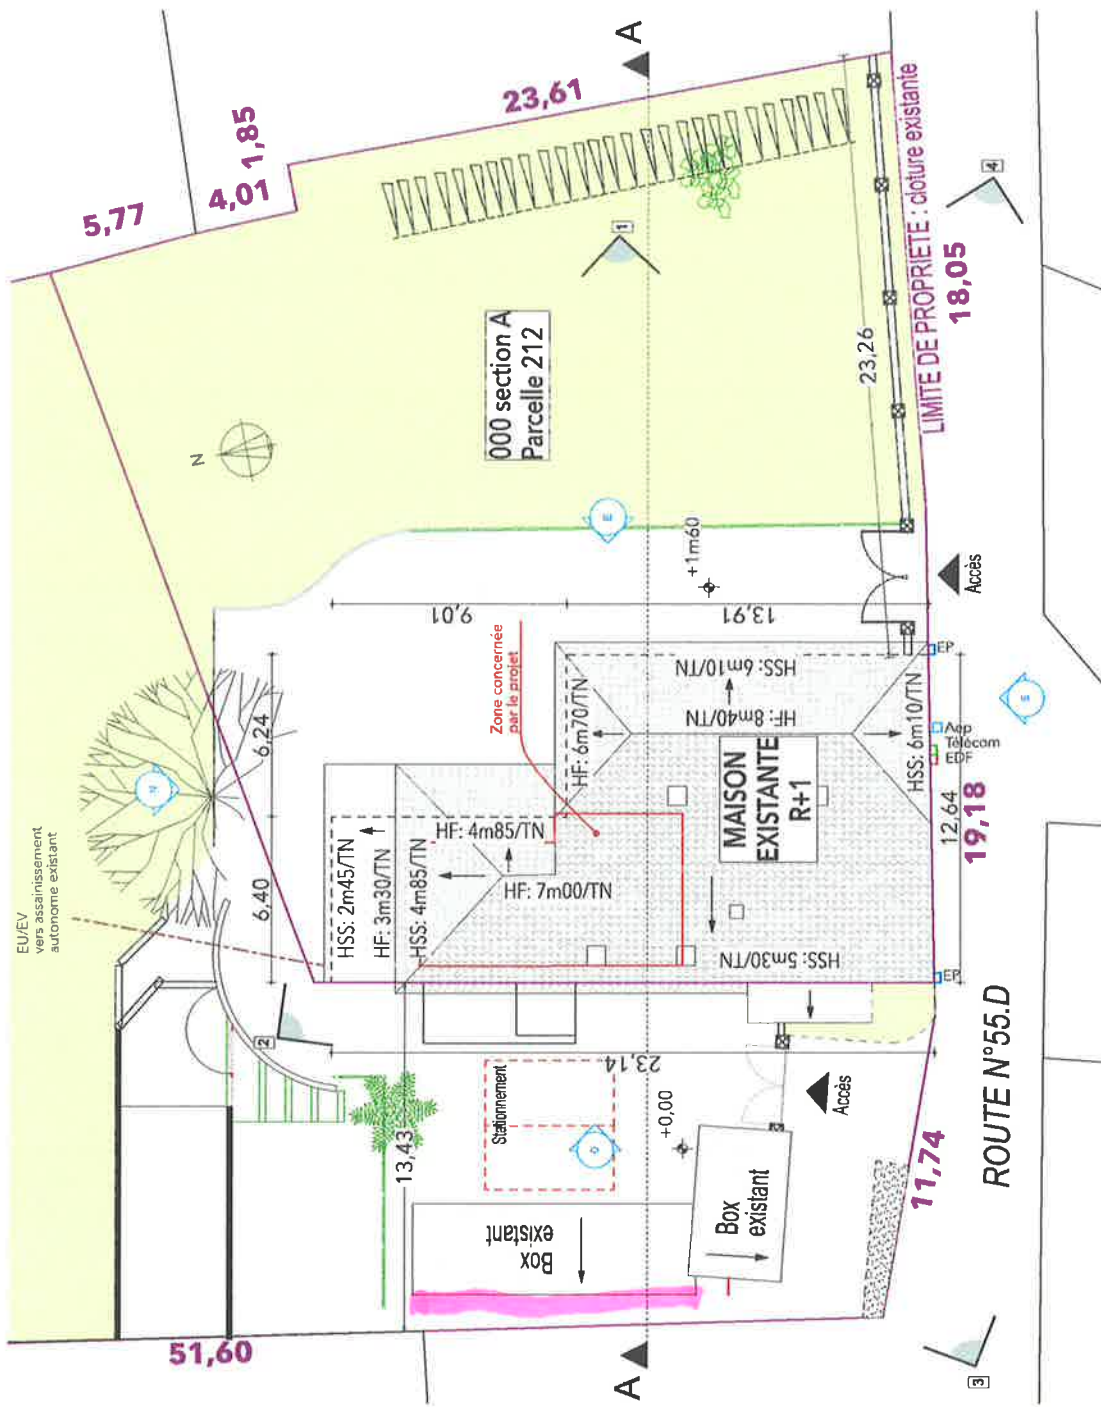 A
23,61
1,85
4,01
5,77
LIMITE DE PROPRIETE : cloture existante
18,05
4
1
23,26
000 section A
Parcelle 212
N
E
+1m60
Accès
9,01
13,91
Zone concernée
par le projet
EP
HSS: 6m10/TN
HF: 8m40/TN
HF: 6m70/TN
HSS: 6m10/TN
S
Aep
Télécom
EDF
12,64
19,18
MAISON
EXISTANTE
R+1
6,24
6,40
N
EU/EV
vers assainissement
autonome existant
HSS: 2m45/TN
HF: 3m30/TN
HSS: 4m85/TN
HF: 4m85/TN
HF: 7m00/TN
HSS: 5m30/TN
EP
2
23,14
Stationnement
O
+0,00
Accès
13,43
Box
existant
Box
existant
11,74
ROUTE N°55.D
51,60
A
3